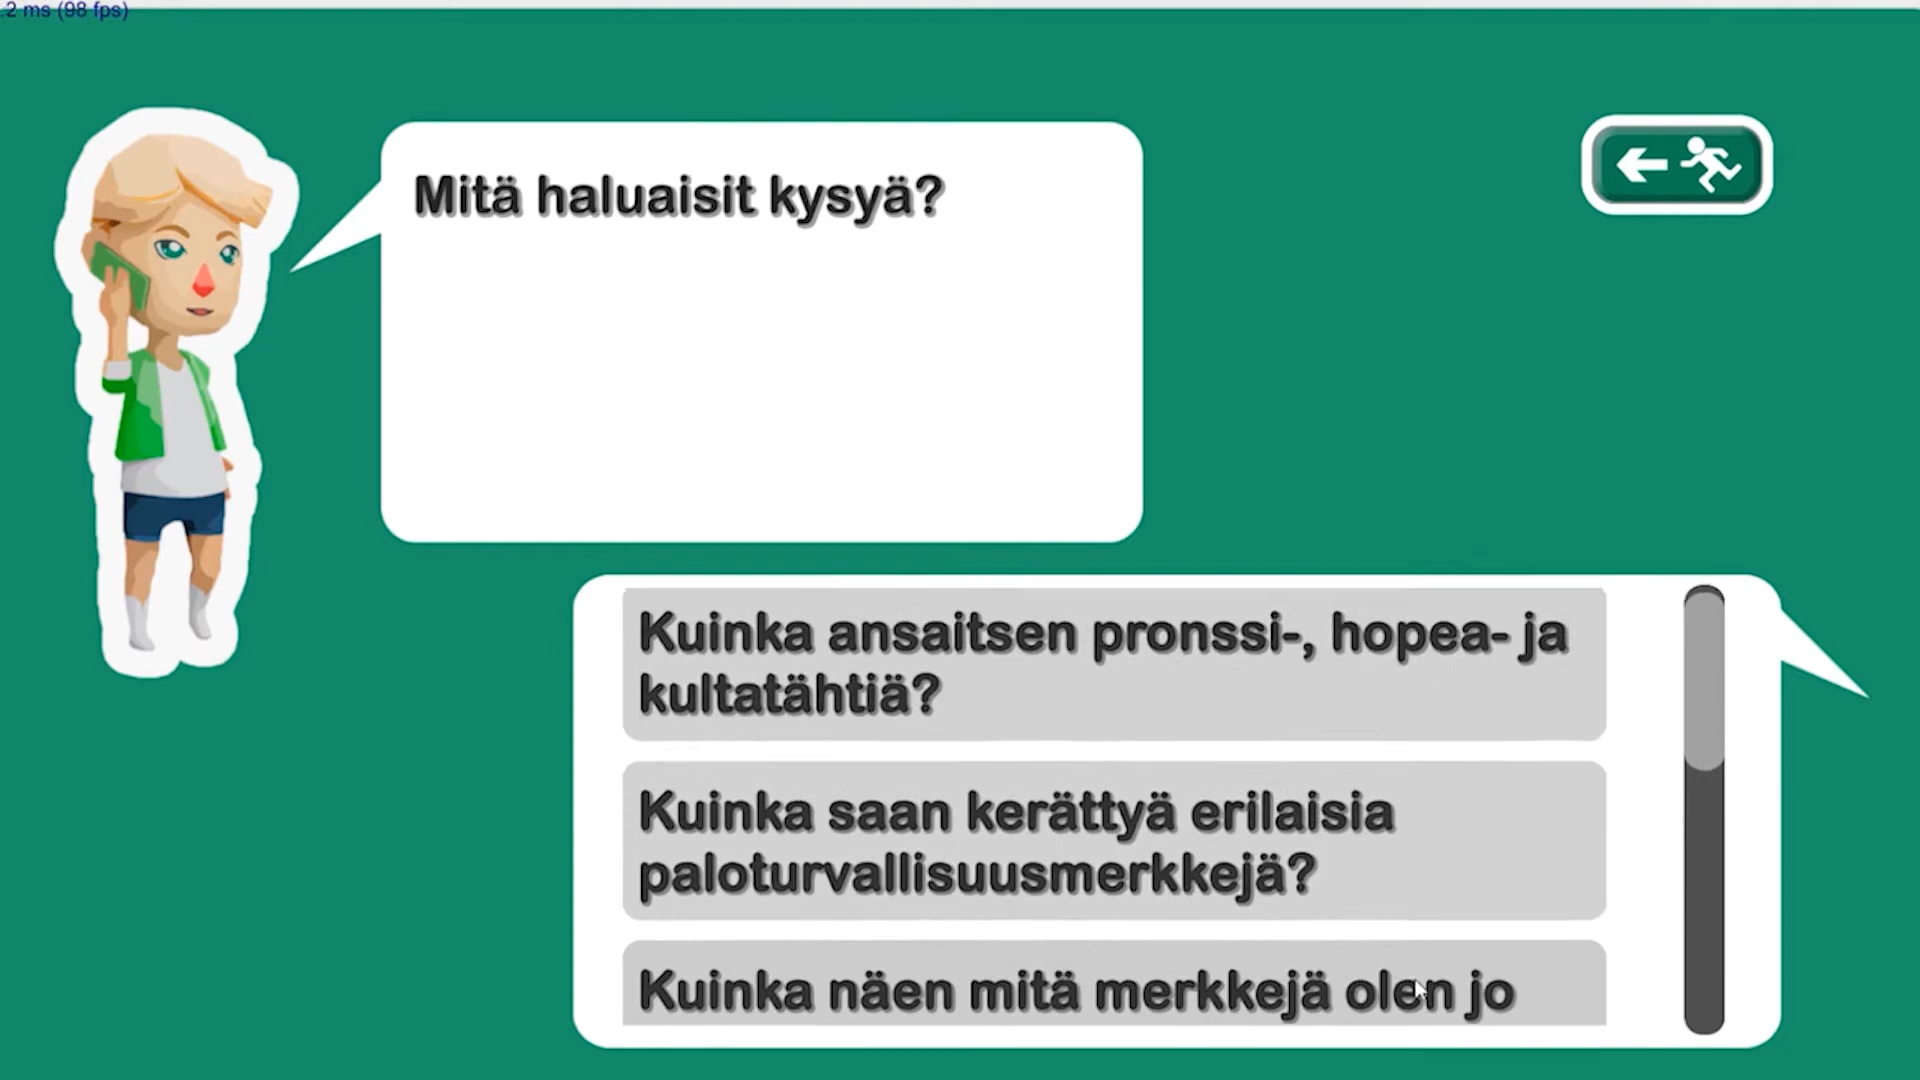 2 ms (98 fps)
Mitä haluaisit kysyä?
Kuinka ansaitsen pronssi-, hopea- ja
kultatähtiä?
Kuinka saan kerättyä erilaisia
paloturvallisuusmerkkejä?
Kuinka näen mitä merkkejä olen jo